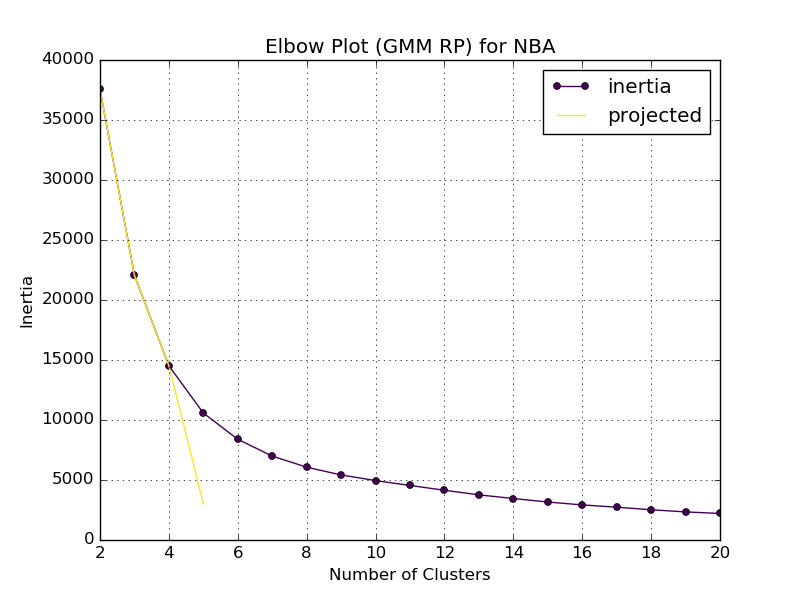 Elbow Plot (GMM RP) for NBA
inertia
projected
40000
35000
30000
25000
20000
15000
10000
5000
0
Inertia
2 4 6 8 10 12 14 16 18 20
Number of Clusters